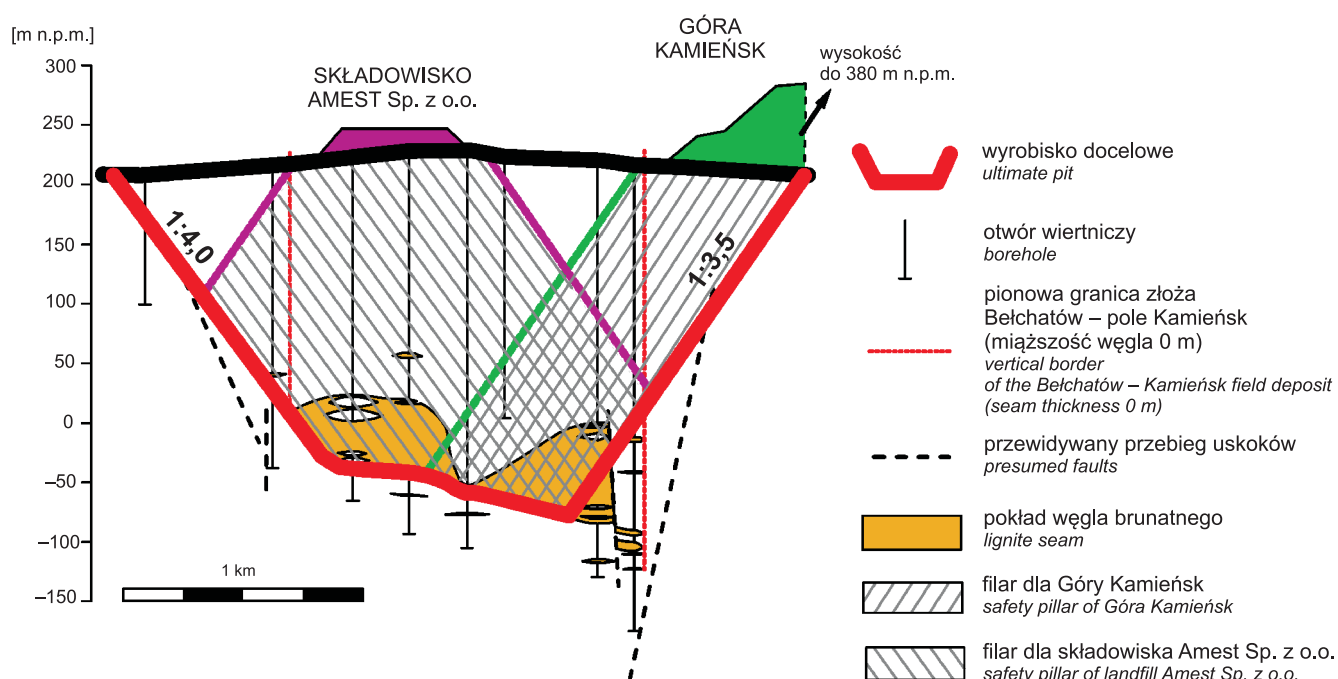 [m n.p.m.]
300
250
200
150
100
50
0
–50
–100
–150
SKŁADOWISKO
AMEST Sp. z o.o.
GÓRA
KAMIEŃSK
wysokość
do 380 m n.p.m.
1:4,0
1:3,5
1 km
wyrobisko docelowe
ultimate pit
otwór wiertniczy
borehole
pionowa granica złoża
Bełchatów – pole Kamieńsk
(miąższość węgla 0 m)
vertical border
of the Bełchatów – Kamieńsk field deposit
(seam thickness 0 m)
przewidywany przebieg uskoków
presumed faults
pokład węgla brunatnego
lignite seam
filar dla Góry Kamieńsk
safety pillar of Góra Kamieńsk
filar dla składowiska Amest Sp. z o.o.
safety pillar of landfill Amest Sp. z o.o.